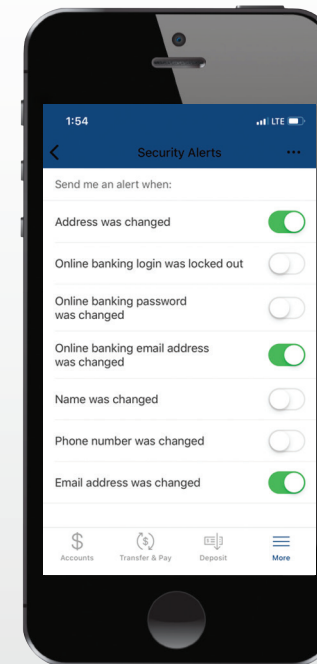 1:54
LTE
Security Alerts
Send me an alert when:
Address was changed
Online banking login was locked out
Online banking password
was changed
Online banking email address
was changed
Name was changed
Phone number was changed
Email address was changed
$ ($)
Accounts Transfer & Pay Deposit More